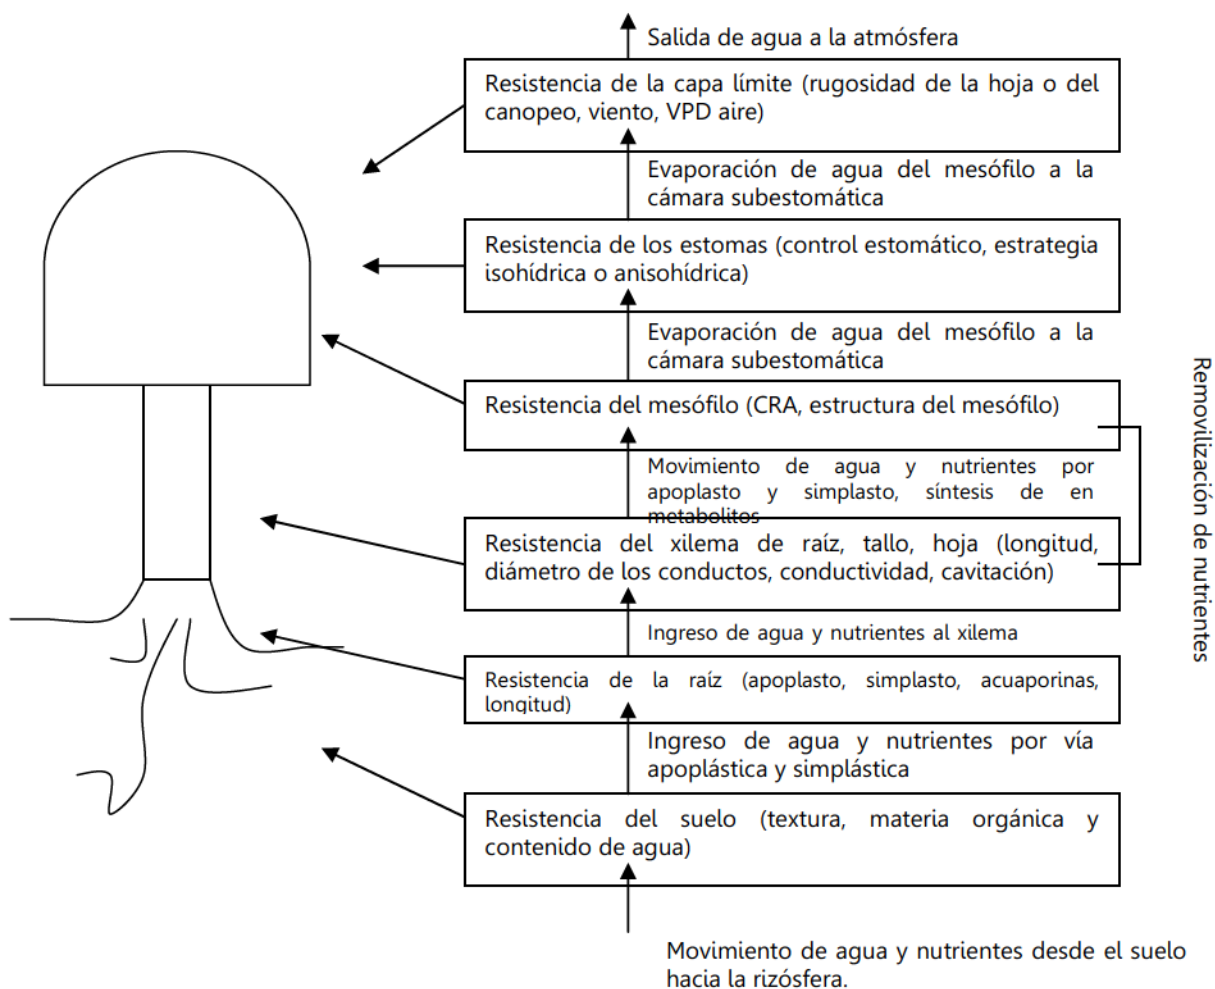 Salida de agua a la atmósfera
Resistencia de la capa límite (rugosidad de la hoja o del
canopeo, viento, VPD aire)
Evaporación de agua del mesófilo a la
cámara subestomática
Resistencia de los estomas (control estomático, estrategia
isohídrica o anisohídrica)
Evaporación de agua del mesófilo a la
cámara subestomática
Resistencia del mesófilo (CRA, estructura del mesófilo)
Movimiento de agua y nutrientes por
apoplasto y simplasto, síntesis de en
metabolitos
Resistencia del xilema de raíz, tallo, hoja (longitud,
diámetro de los conductos, conductividad, cavitación)
Ingreso de agua y nutrientes al xilema
Resistencia de la raíz (apoplasto, simplasto, acuaporinas,
longitud)
Ingreso de agua y nutrientes por vía
apoplástica y simplástica
Resistencia del suelo (textura, materia orgánica y
contenido de agua)
Movimiento de agua y nutrientes desde el suelo
hacia la rizósfera.
Removilización de nutrientes